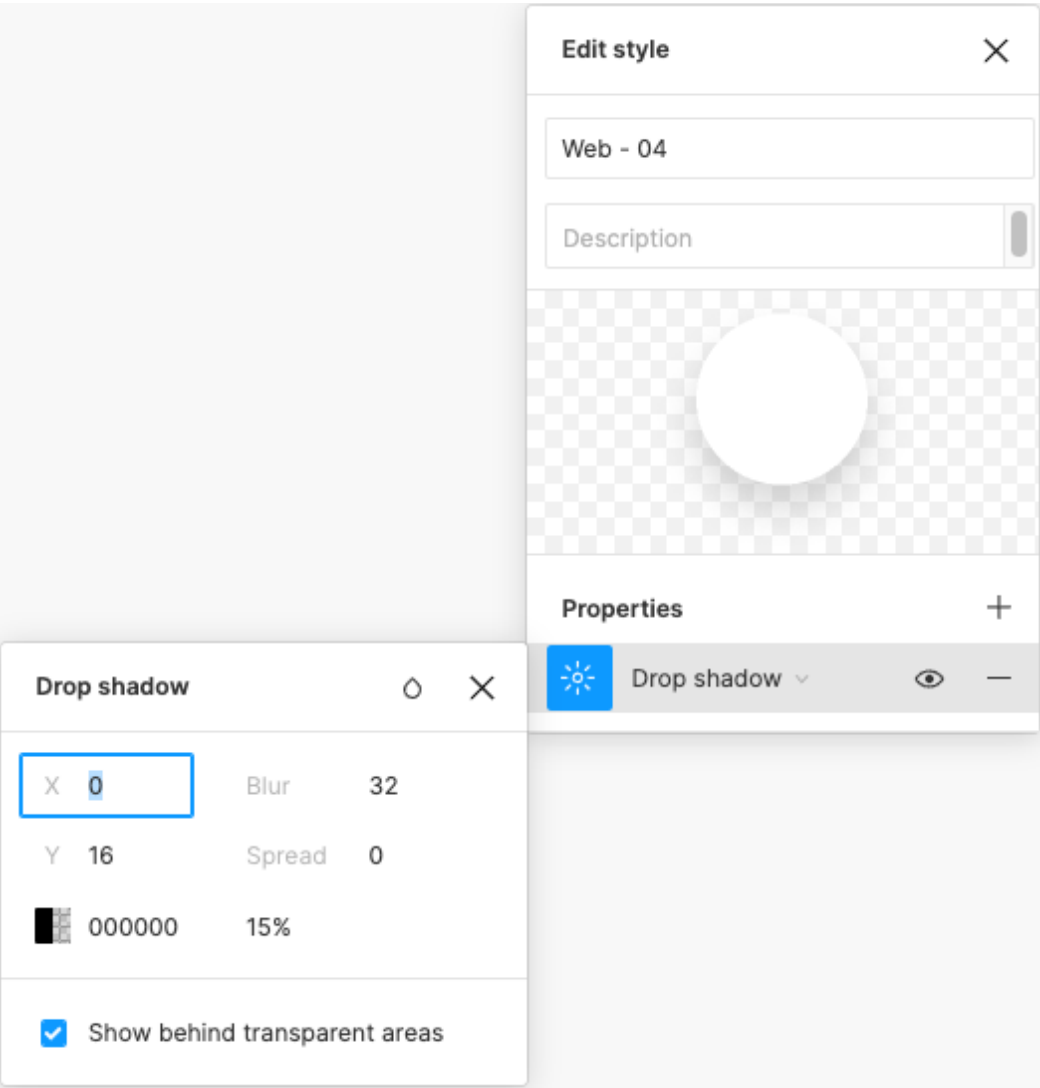 Edit style
Web - 04
Description
Properties
Drop shadow
Drop shadow
X 0 Blur 32
Y 16 Spread 0
000000 15%
Show behind transparent areas